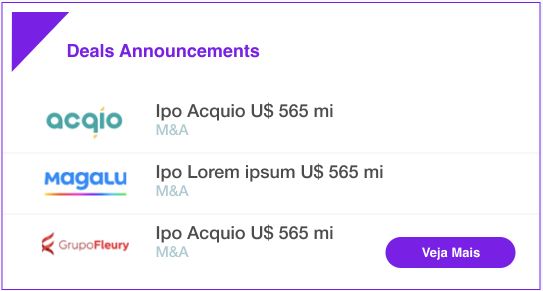 Deals Announcements
acqio
Ipo Acquio U$ 565 mi
M&A
MagaLu
Ipo Lorem ipsum U$ 565 mi
M&A
GrupoFleury
Ipo Acquio U$ 565 mi
M&A
Veja Mais